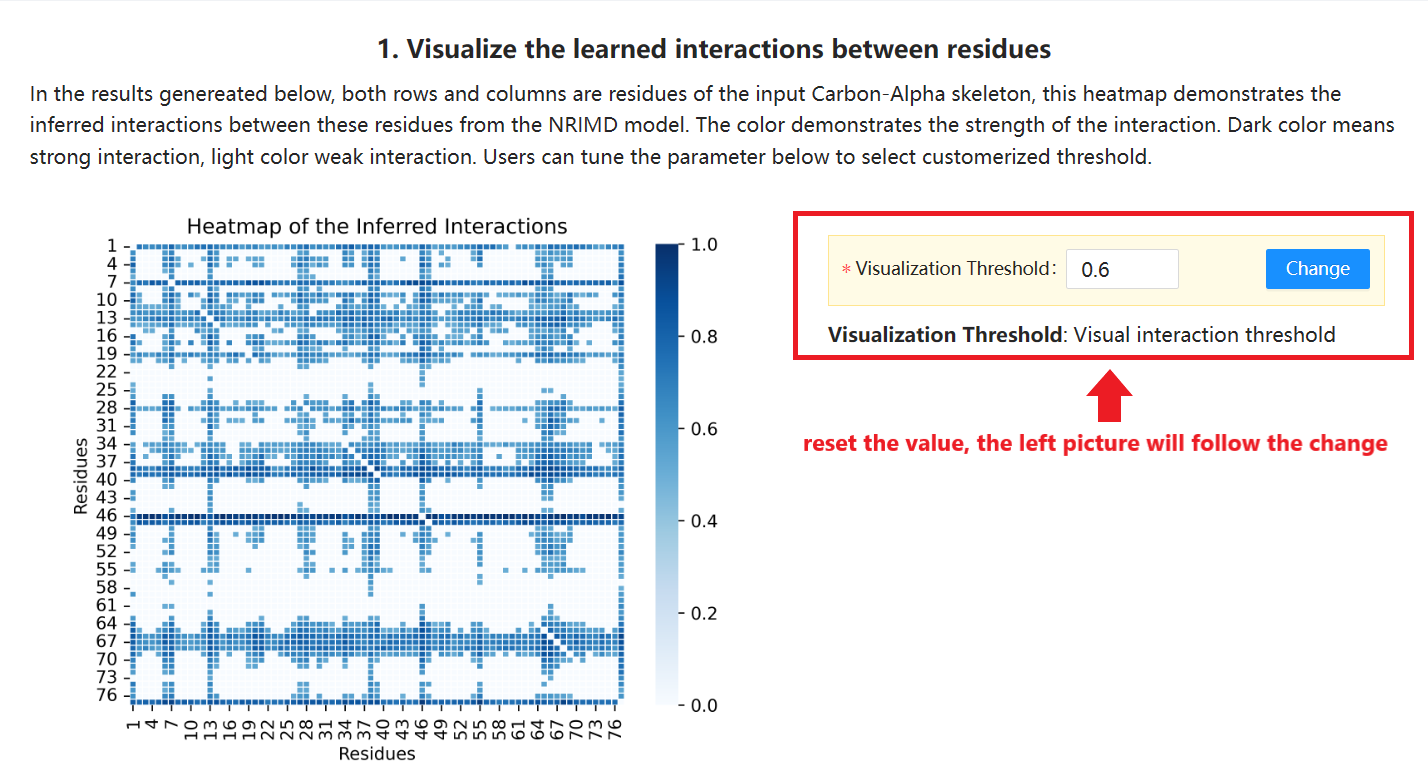 1. Visualize the learned interactions between residues
In the results genereated below, both rows and columns are residues of the input Carbon-Alpha skeleton, this heatmap demonstrates the
inferred interactions between these residues from the NRIMD model. The color demonstrates the strength of the interaction. Dark color means
strong interaction, light color weak interaction. Users can tune the parameter below to select customerized threshold.
Heatmap of the Inferred Interactions
1
4
7
10
13
16
19
22
25
28
31
34
37
40
43
46
49
52
55
58
61
64
67
70
73
76
Residues
1 4 7 10 13 16 19 22 25 28 31 34 37 40 43 46 49 52 55 58 61 64 67 70 73 76
Residues
1.0
0.8
0.6
0.4
0.2
0.0
* Visualization Threshold: 0.6 Change
Visualization Threshold: Visual interaction threshold
reset the value, the left picture will follow the change